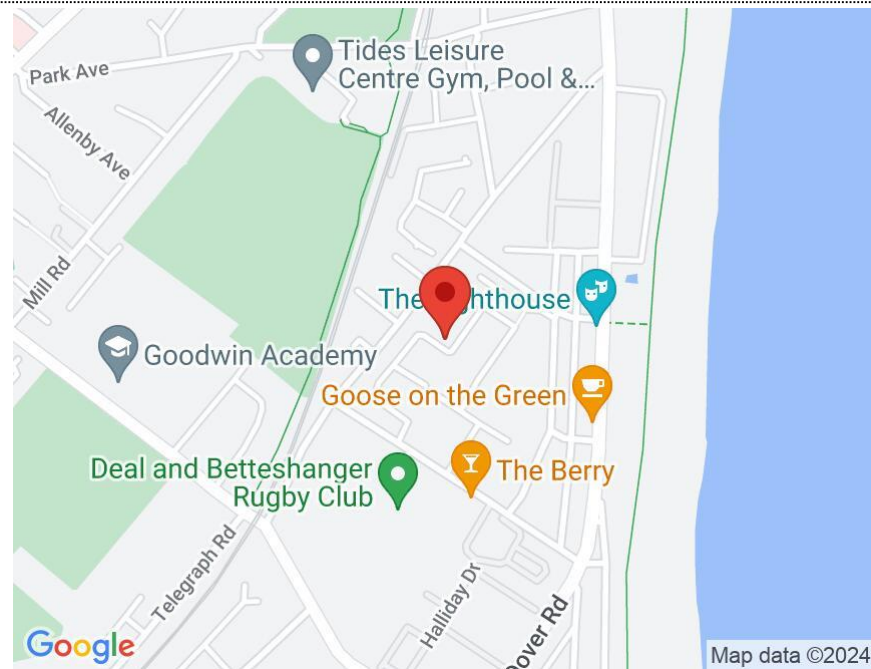 Tides Leisure
Centre Gym, Pool &...
Park Ave
Allenby Ave
Mill Rd
The
hthouse
Goodwin Academy
Goose on the Green
Deal and Betteshanger
Rugby Club
The Berry
Telegraph Rd
Halliday Dr
Dover Rd
Google
Map data ©2024